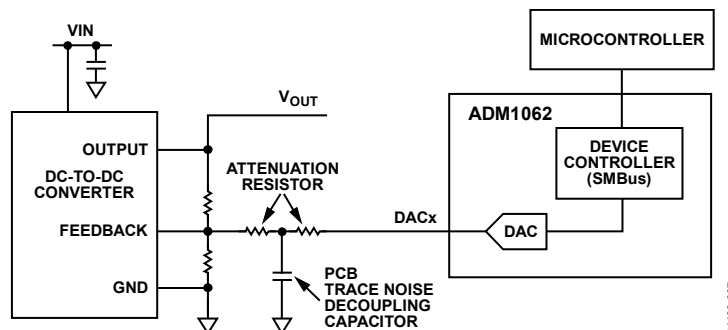 VIN
MICROCONTROLLER
VOUT
ADM1062
OUTPUT
DC-TO-DC
CONVERTER
ATTENUATION
RESISTOR
DEVICE
CONTROLLER
(SMBus)
FEEDBACK
DACx
DAC
GND
PCB
TRACE NOISE
DECOUPLING
CAPACITOR